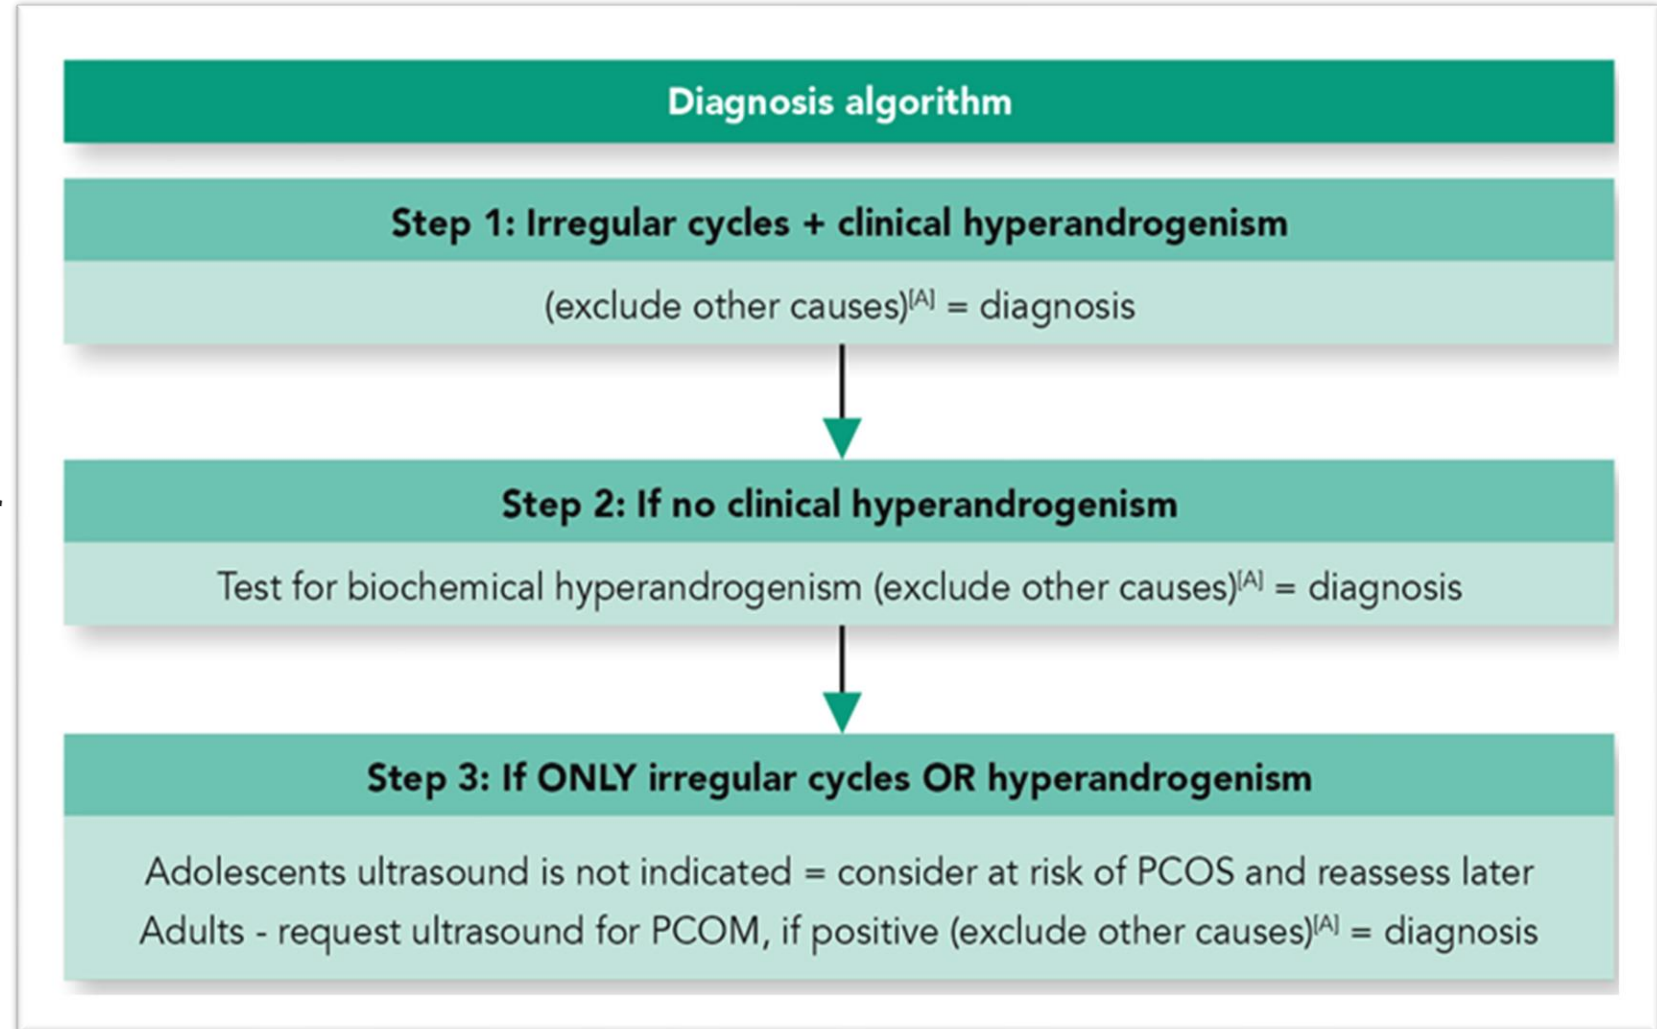 Diagnosis algorithm
Step 1: Irregular cycles + clinical hyperandrogenism
(exclude other causes)[A] = diagnosis
Step 2: If no clinical hyperandrogenism
Test for biochemical hyperandrogenism (exclude other causes)[A] = diagnosis
Step 3: If ONLY irregular cycles OR hyperandrogenism
Adolescents ultrasound is not indicated = consider at risk of PCOS and reassess later
Adults - request ultrasound for PCOM, if positive (exclude other causes)[A] = diagnosis